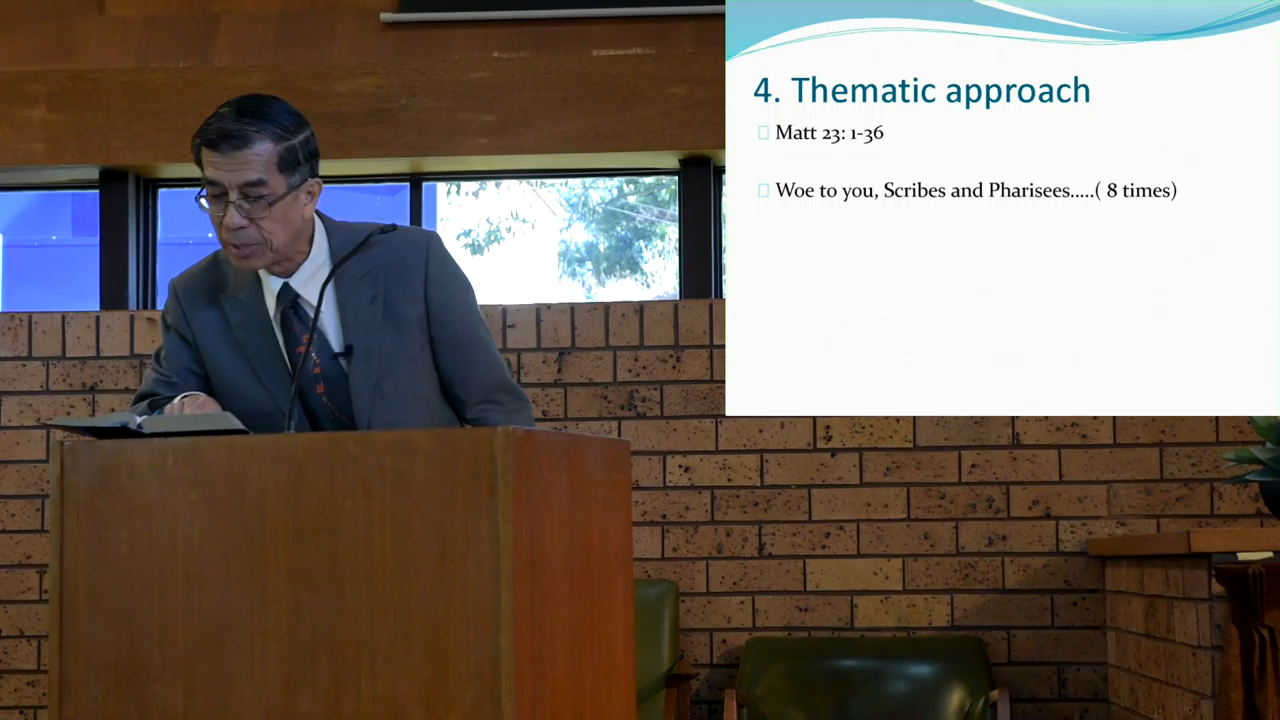 4. Thematic approach
Matt 23: 1-36
Woe to you, Scribes and Pharisees.....( 8 times)